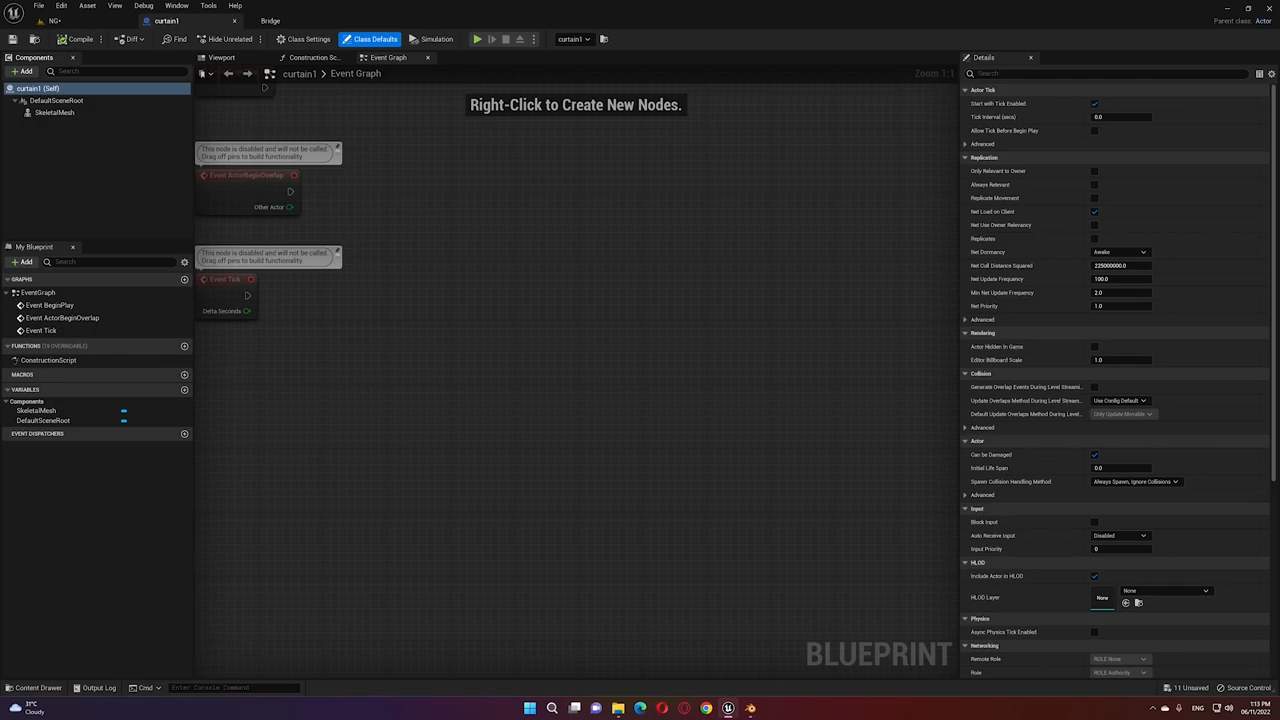 File
Edit
Asset
View
Debug
Window
Tools
Help
NG*
curtain1
Bridge
Parent class: Actor
Compile
Diff
Find
Hide Unrelated
Class Settings
Class Defaults
Simulation
curtain1
Components
Add
Search
curtain1 (Self)
DefaultSceneRoot
SkeletalMesh
My Blueprint
Add
Search
GRAPHS
EventGraph
Event BeginPlay
Event ActorBeginOverlap
Event Tick
FUNCTIONS (19 OVERRIDABLE)
ConstructionScript
MACROS
VARIABLES
Components
SkeletalMesh
DefaultSceneRoot
EVENT DISPATCHERS
Viewport
Construction Sc...
Event Graph
curtain1 > Event Graph
Zoom 1:1
Right-Click to Create New Nodes.
This node is disabled and will not be called.
Drag off pins to build functionality.
Event ActorBeginOverlap
Other Actor
This node is disabled and will not be called.
Drag off pins to build functionality.
Event Tick
Delta Seconds
BLUEPRINT
Details
Search
Actor Tick
Start with Tick Enabled
Tick Interval (secs) 0.0
Allow Tick Before Begin Play
Advanced
Replication
Only Relevant to Owner
Always Relevant
Replicate Movement
Net Load on Client
Net Use Owner Relevancy
Replicates
Net Dormancy Awake
Net Cull Distance Squared 225000000.0
Net Update Frequency 100.0
Min Net Update Frequency 2.0
Net Priority 1.0
Advanced
Rendering
Actor Hidden In Game
Editor Billboard Scale 1.0
Collision
Generate Overlap Events During Level Streami...
Update Overlaps Method During Level Stream... Use Config Default
Default Update Overlaps Method During Level... Only Update Movable
Advanced
Actor
Can be Damaged
Initial Life Span 0.0
Spawn Collision Handling Method Always Spawn, Ignore Collisions
Advanced
Input
Block Input
Auto Receive Input Disabled
Input Priority 0
HLOD
Include Actor in HLOD
HLOD Layer None None
Physics
Async Physics Tick Enabled
Networking
Remote Role ROLE None
Role ROLE Authority
Content Drawer
Output Log
Cmd
Enter Console Command
11 Unsaved
Source Control
31°C
Cloudy
1:13 PM
06/11/2022